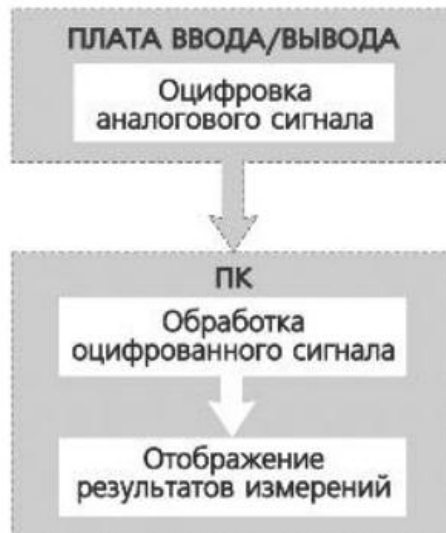 ПЛАТА ВВОДА/ВЫВОДА
Оцифровка
аналогового сигнала
ПК
Обработка
оцифрованного сигнала
Отображение
результатов измерений